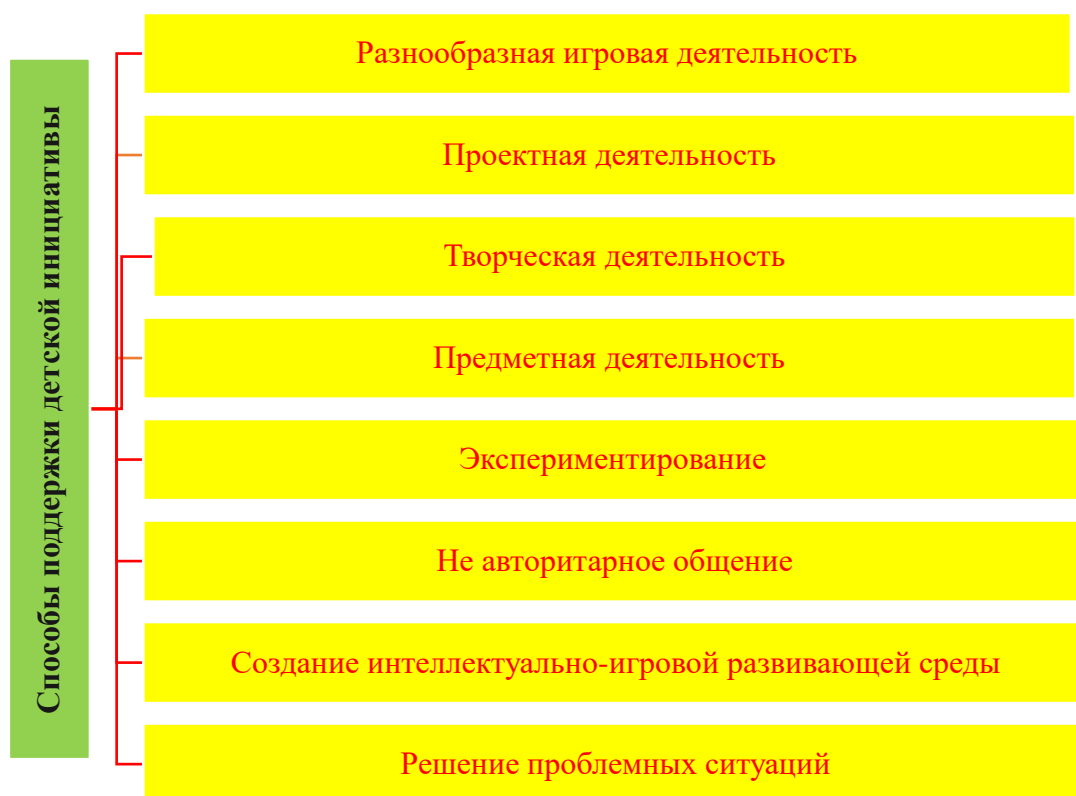 Способы поддержки детской инициативы
Разнообразная игровая деятельность
Проектная деятельность
Творческая деятельность
Предметная деятельность
Экспериментирование
Не авторитарное общение
Создание интеллектуально-игровой развивающей среды
Решение проблемных ситуаций